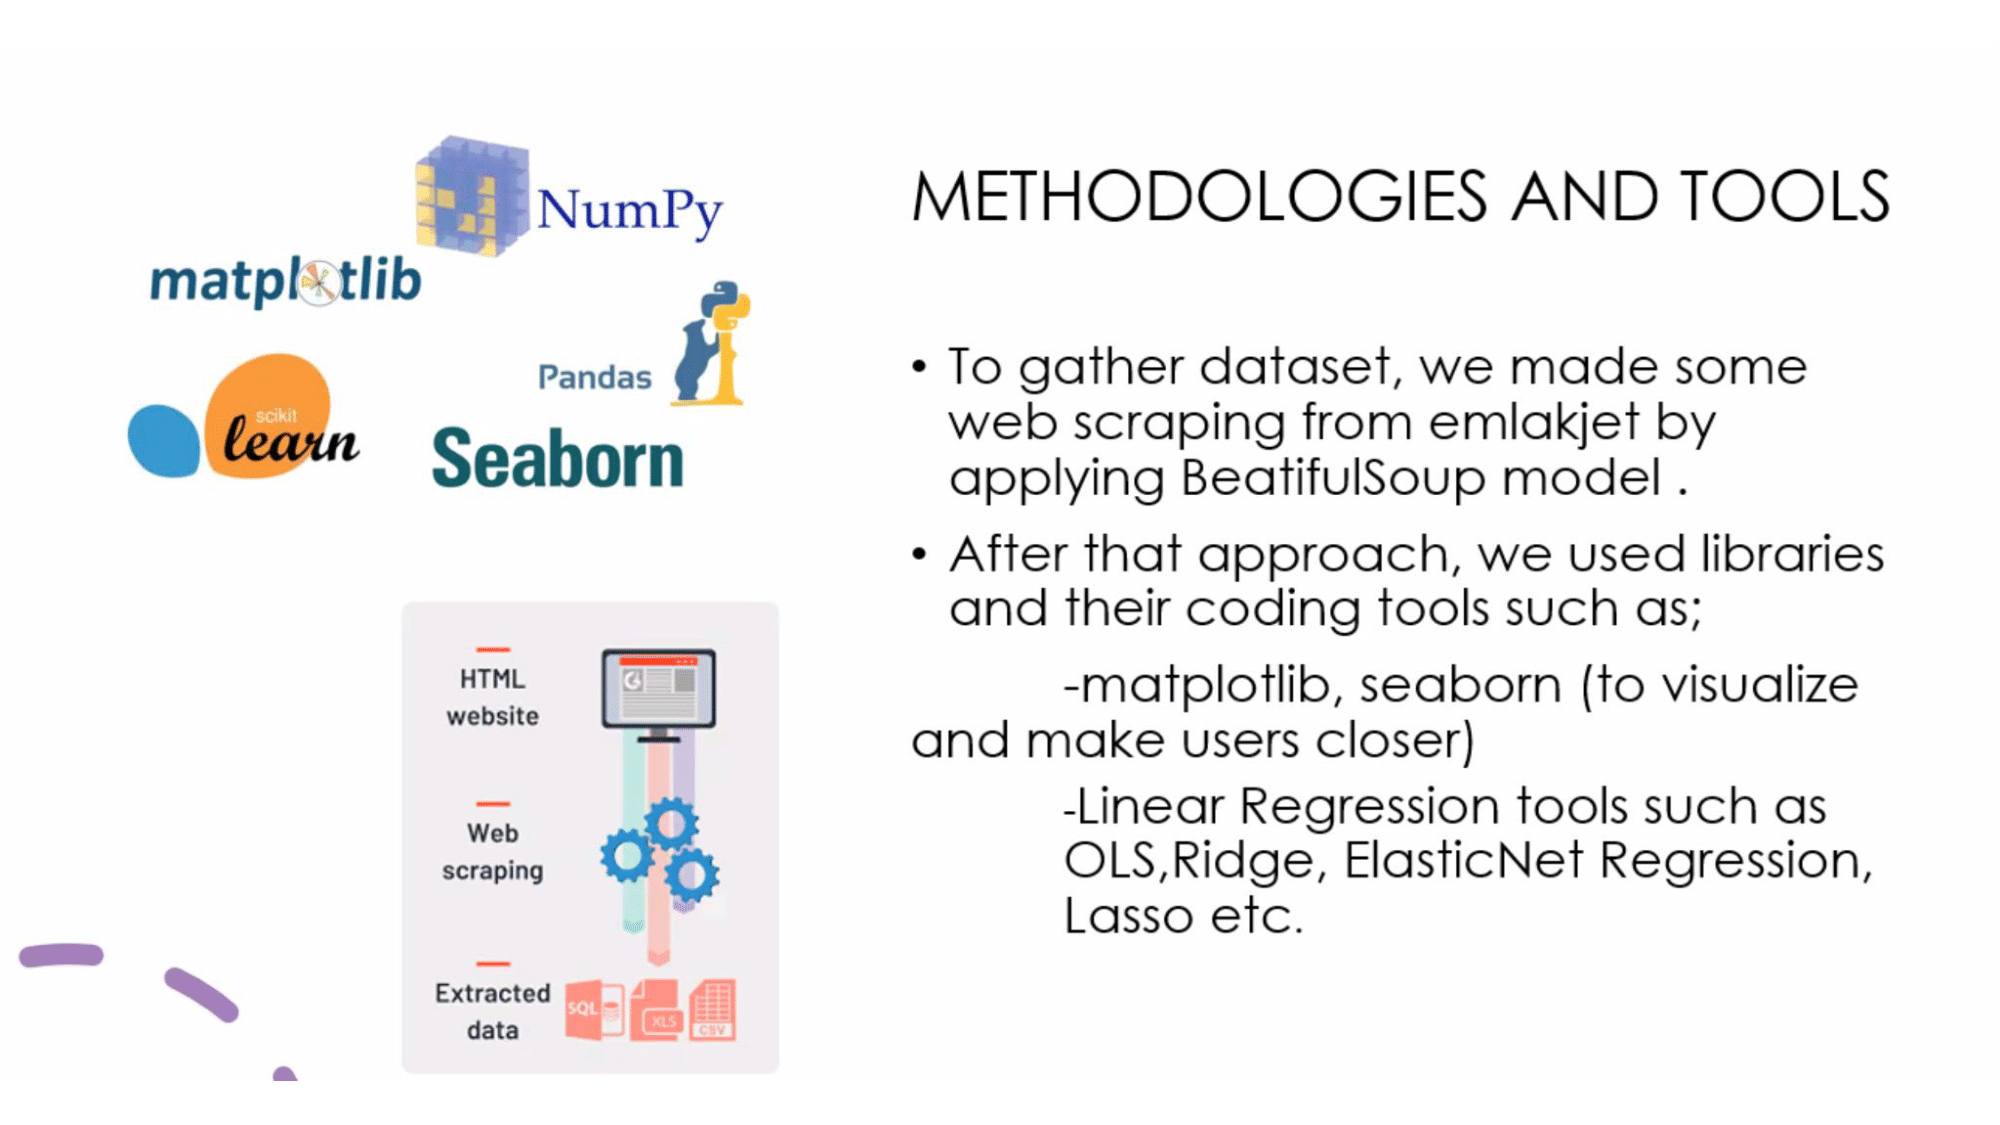 NumPy
matplotlib
Pandas
scikit
learn
Seaborn
HTML
website
Web
scraping
Extracted
data
SQL
XLS
CSV
METHODOLOGIES AND TOOLS
• To gather dataset, we made some
web scraping from emlakjet by
applying BeatifulSoup model .
• After that approach, we used libraries
and their coding tools such as;
-matplotlib, seaborn (to visualize
and make users closer)
-Linear Regression tools such as
OLS,Ridge, ElasticNet Regression,
Lasso etc.